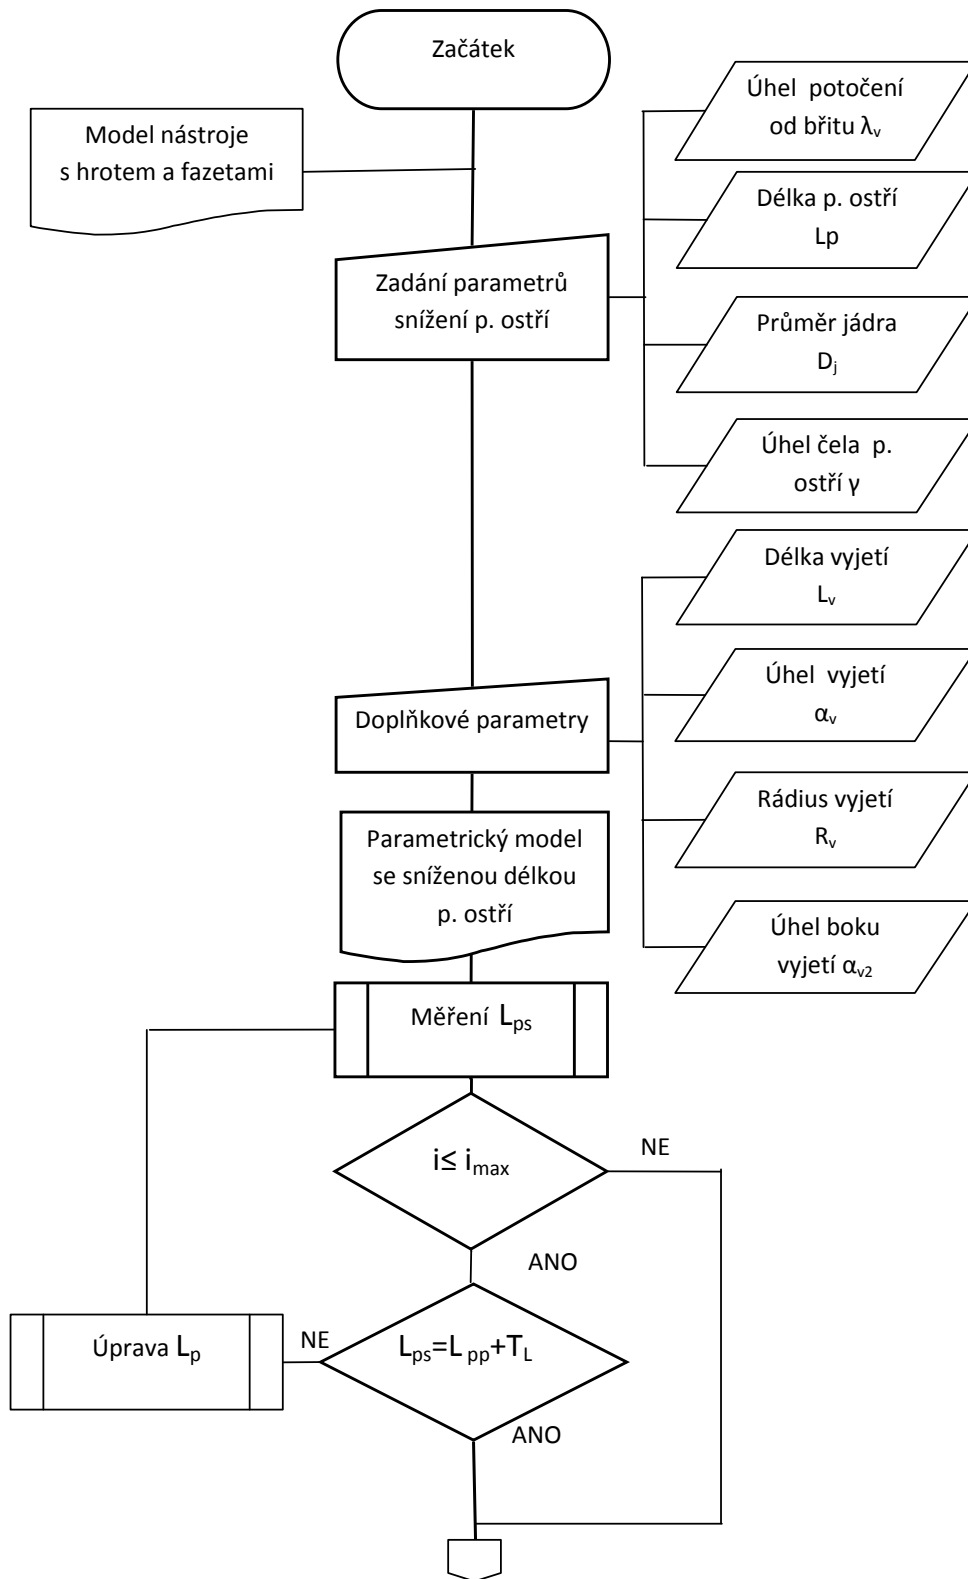 Začátek
Model nástroje
s hrotem a fazetami
Zadání parametrů
snížení p. ostří
Úhel potočení
od břitu λᵥ
Délka p. ostří
Lp
Průměr jádra
Dⱼ
Úhel čela p.
ostří γ
Doplňkové parametry
Délka vyjetí
Lᵥ
Úhel vyjetí
αᵥ
Rádius vyjetí
Rᵥ
Úhel boku
vyjetí αᵥ₂
Parametrický model
se sníženou délkou
p. ostří
Měření Lps
i≤ imax
NE
ANO
Lps=L pp+TL
NE
Úprava Lp
ANO